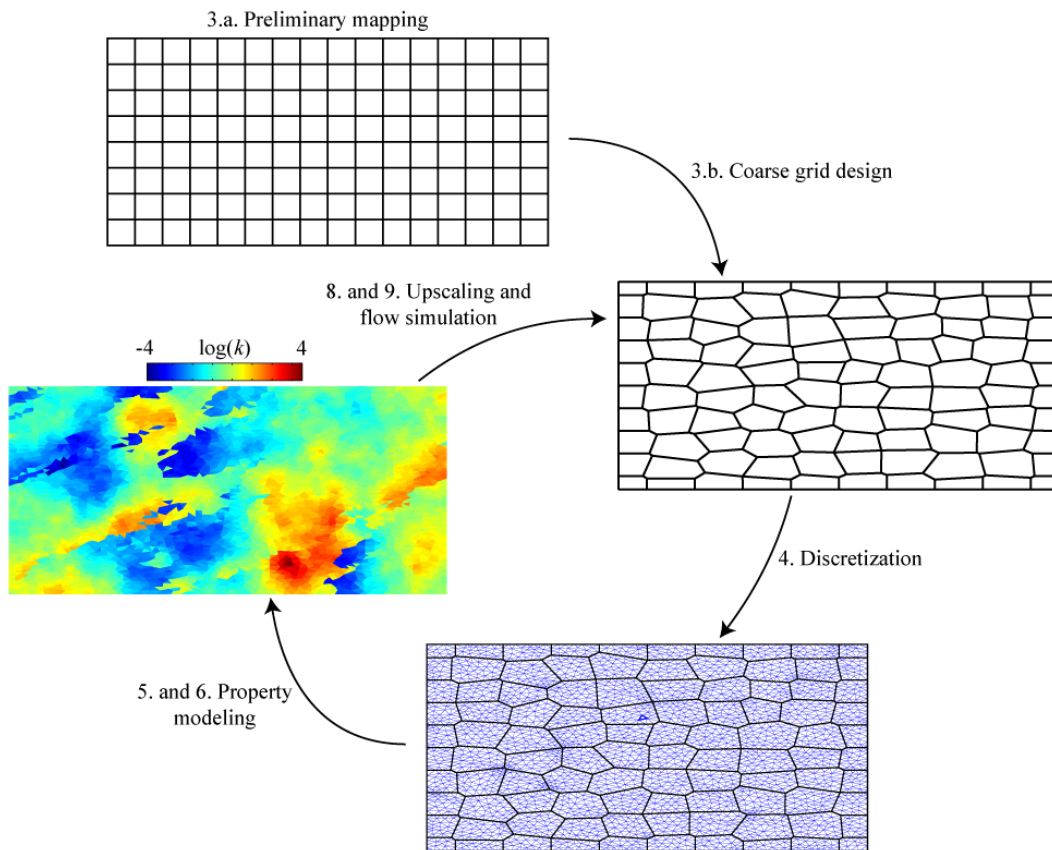 3.a. Preliminary mapping
3.b. Coarse grid design
8. and 9. Upscaling and
flow simulation
-4 log(k) 4
4. Discretization
5. and 6. Property
modeling